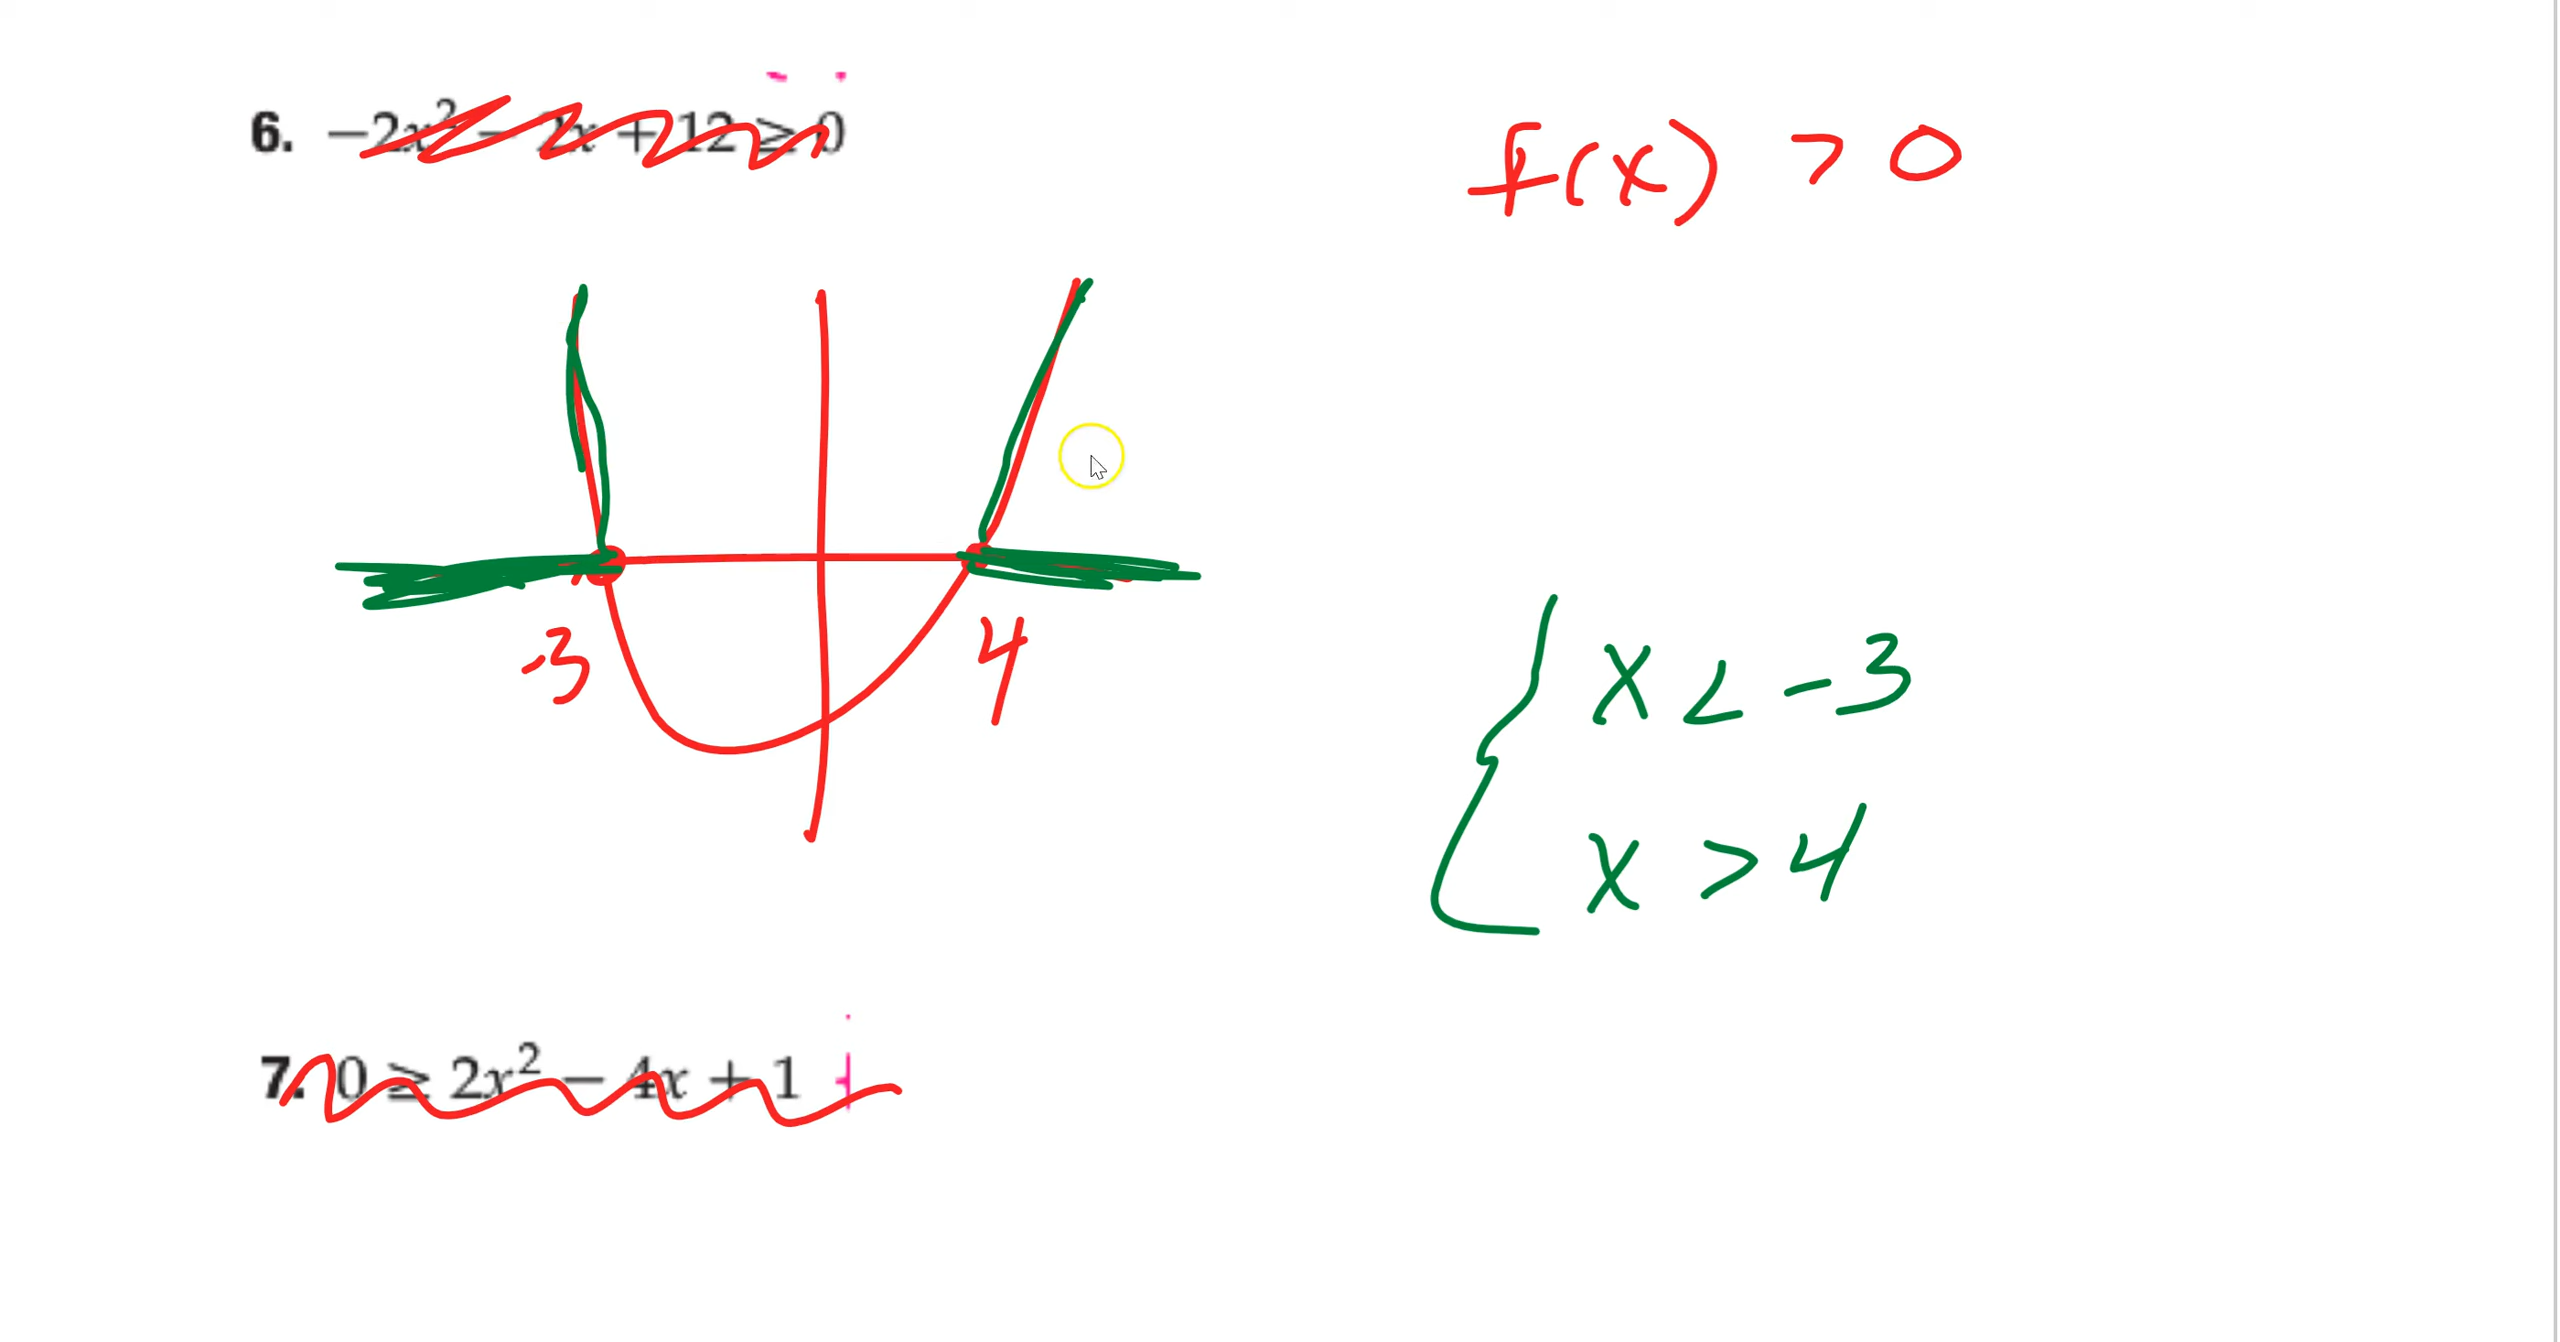 6. −2x² − 2x + 12 ≥ 0
f(x) > 0
-3
4
x < -3
x > 4
7. 0 ≥ 2x² − 4x + 1